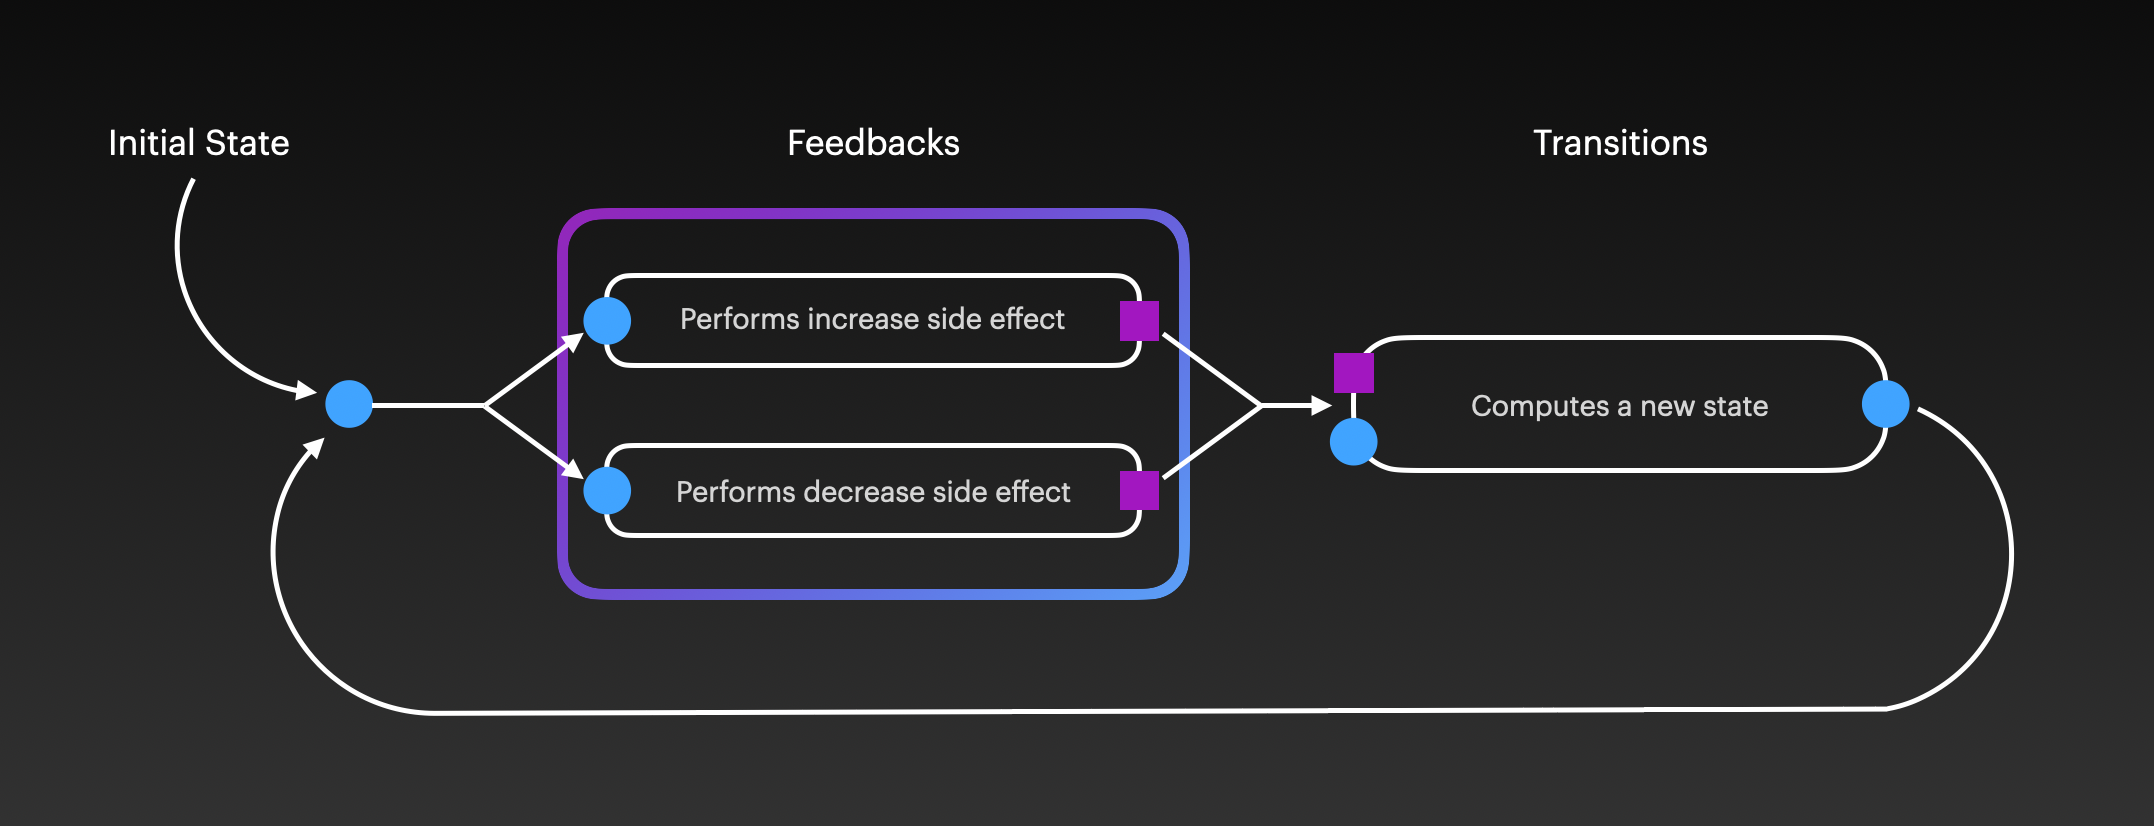 Initial State
Feedbacks
Transitions
Performs increase side effect
Computes a new state
Performs decrease side effect